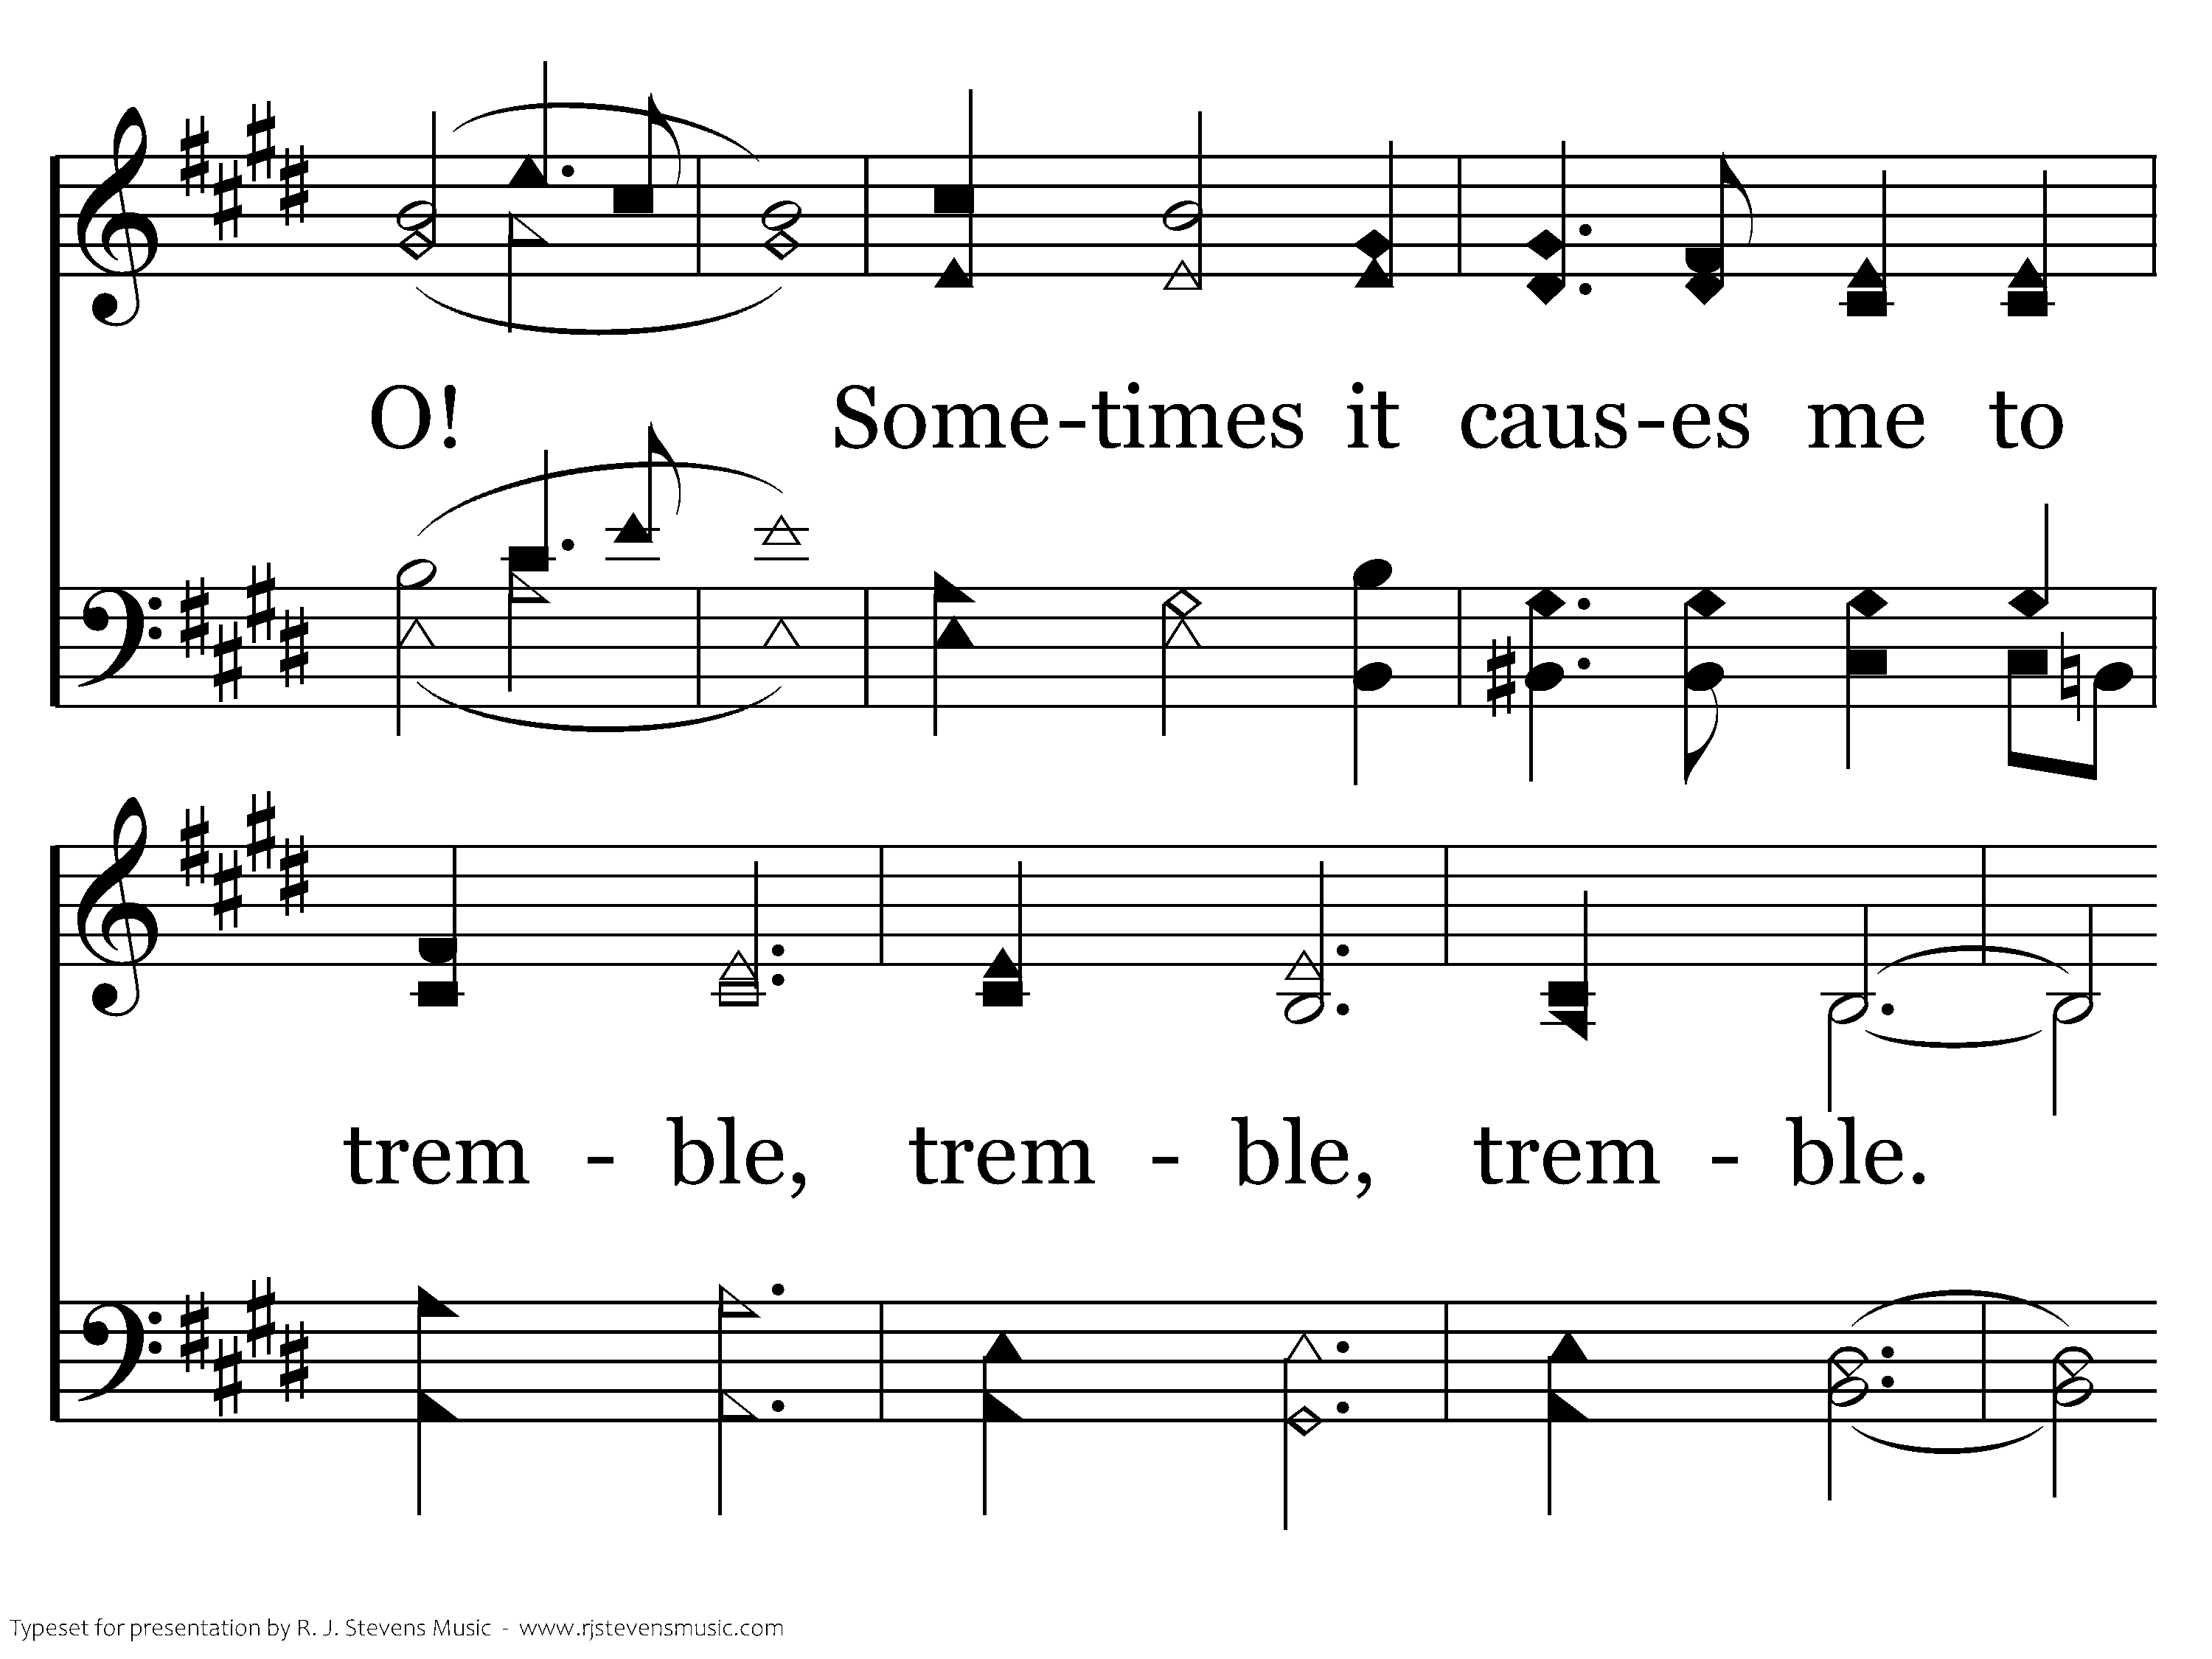 O! Some-times it caus-es me to
trem - ble, trem - ble, trem - ble.
Typeset for presentation by R. J. Stevens Music - www.rjstevensmusic.com